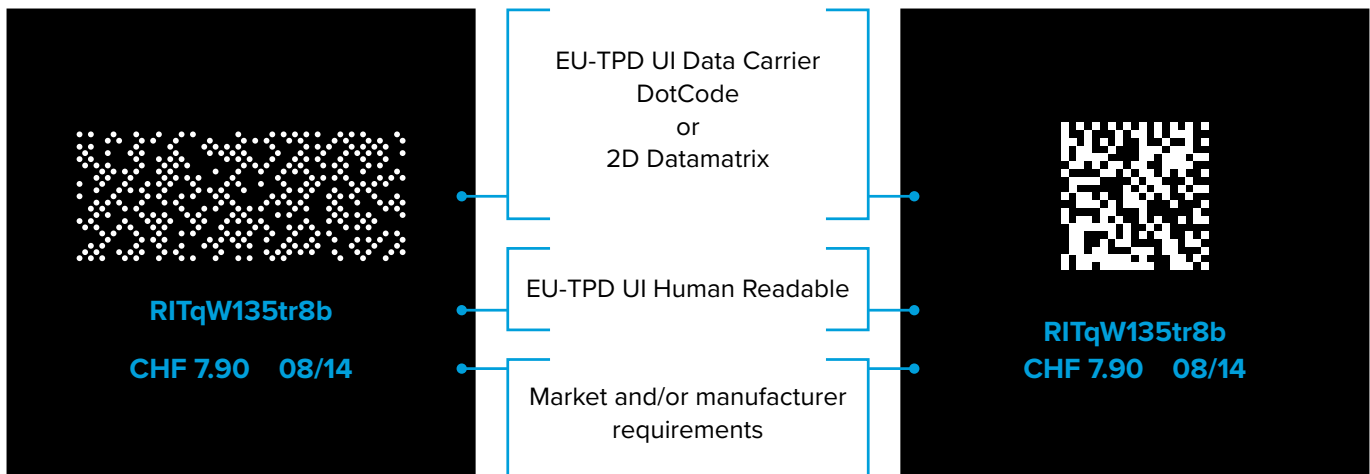 EU-TPD UI Data Carrier
DotCode
or
2D Datamatrix
RITqW135tr8b
EU-TPD UI Human Readable
RITqW135tr8b
CHF 7.90 08/14
CHF 7.90 08/14
Market and/or manufacturer
requirements